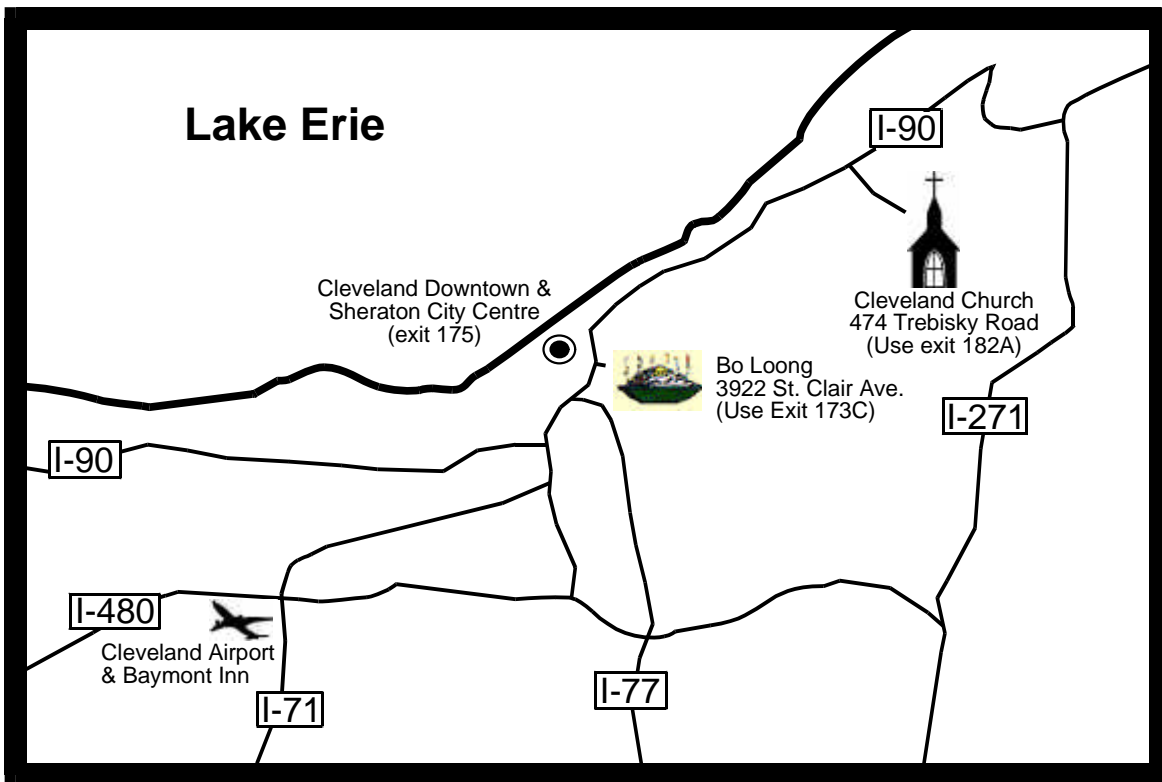 Lake Erie
I-90
Cleveland Downtown &
Sheraton City Centre
(exit 175)
Cleveland Church
474 Trebisky Road
(Use exit 182A)
Bo Loong
3922 St. Clair Ave.
(Use Exit 173C)
I-271
I-90
I-480
Cleveland Airport
& Baymont Inn
I-71
I-77